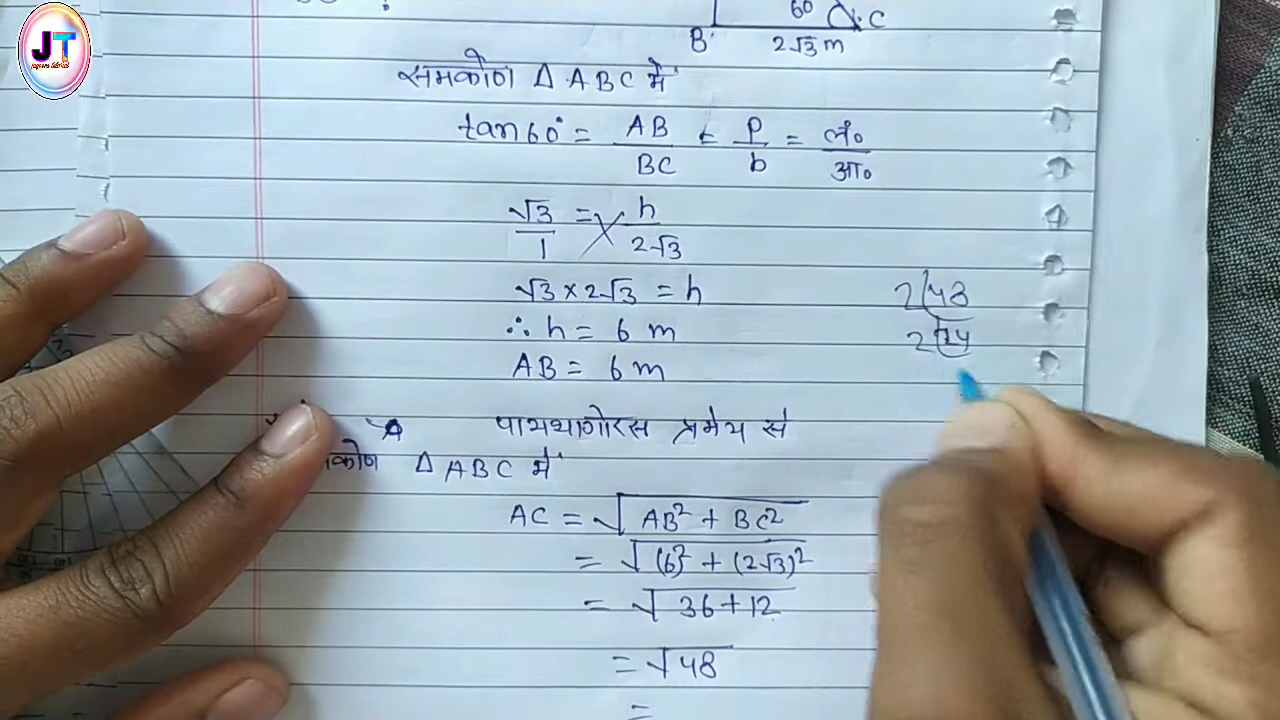 JT
60 C
B 2√3 m
समकोण Δ ABC में
tan60° = AB/BC = P/b = लं०/आ०
√3/1 = h/2√3
√3 × 2√3 = h
∴ h = 6 m
AB = 6 m
2 48
2 24
पायथागोरस प्रमेय से
Δ ABC में
AC = √AB² + BC²
= √(6)² + (2√3)²
= √36+12
= √48
=